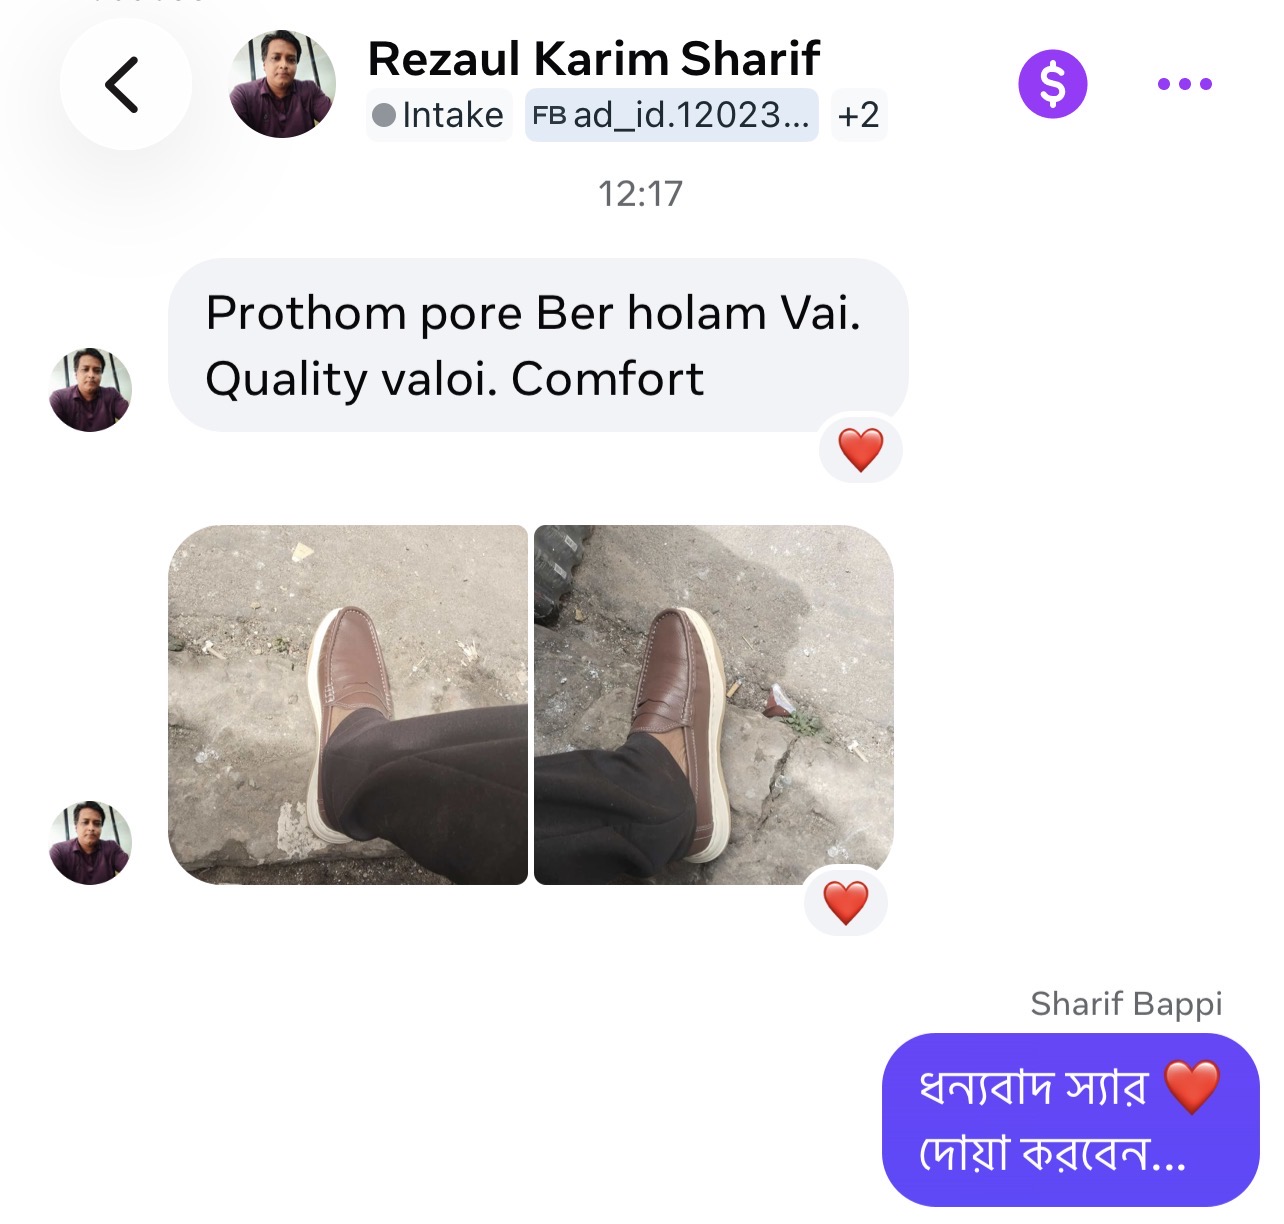 Rezaul Karim Sharif
Intake FB ad_id.12023... +2
12:17
Prothom pore Ber holam Vai.
Quality valoi. Comfort
Sharif Bappi
ধন্যবাদ স্যার ❤️
দোয়া করবেন...